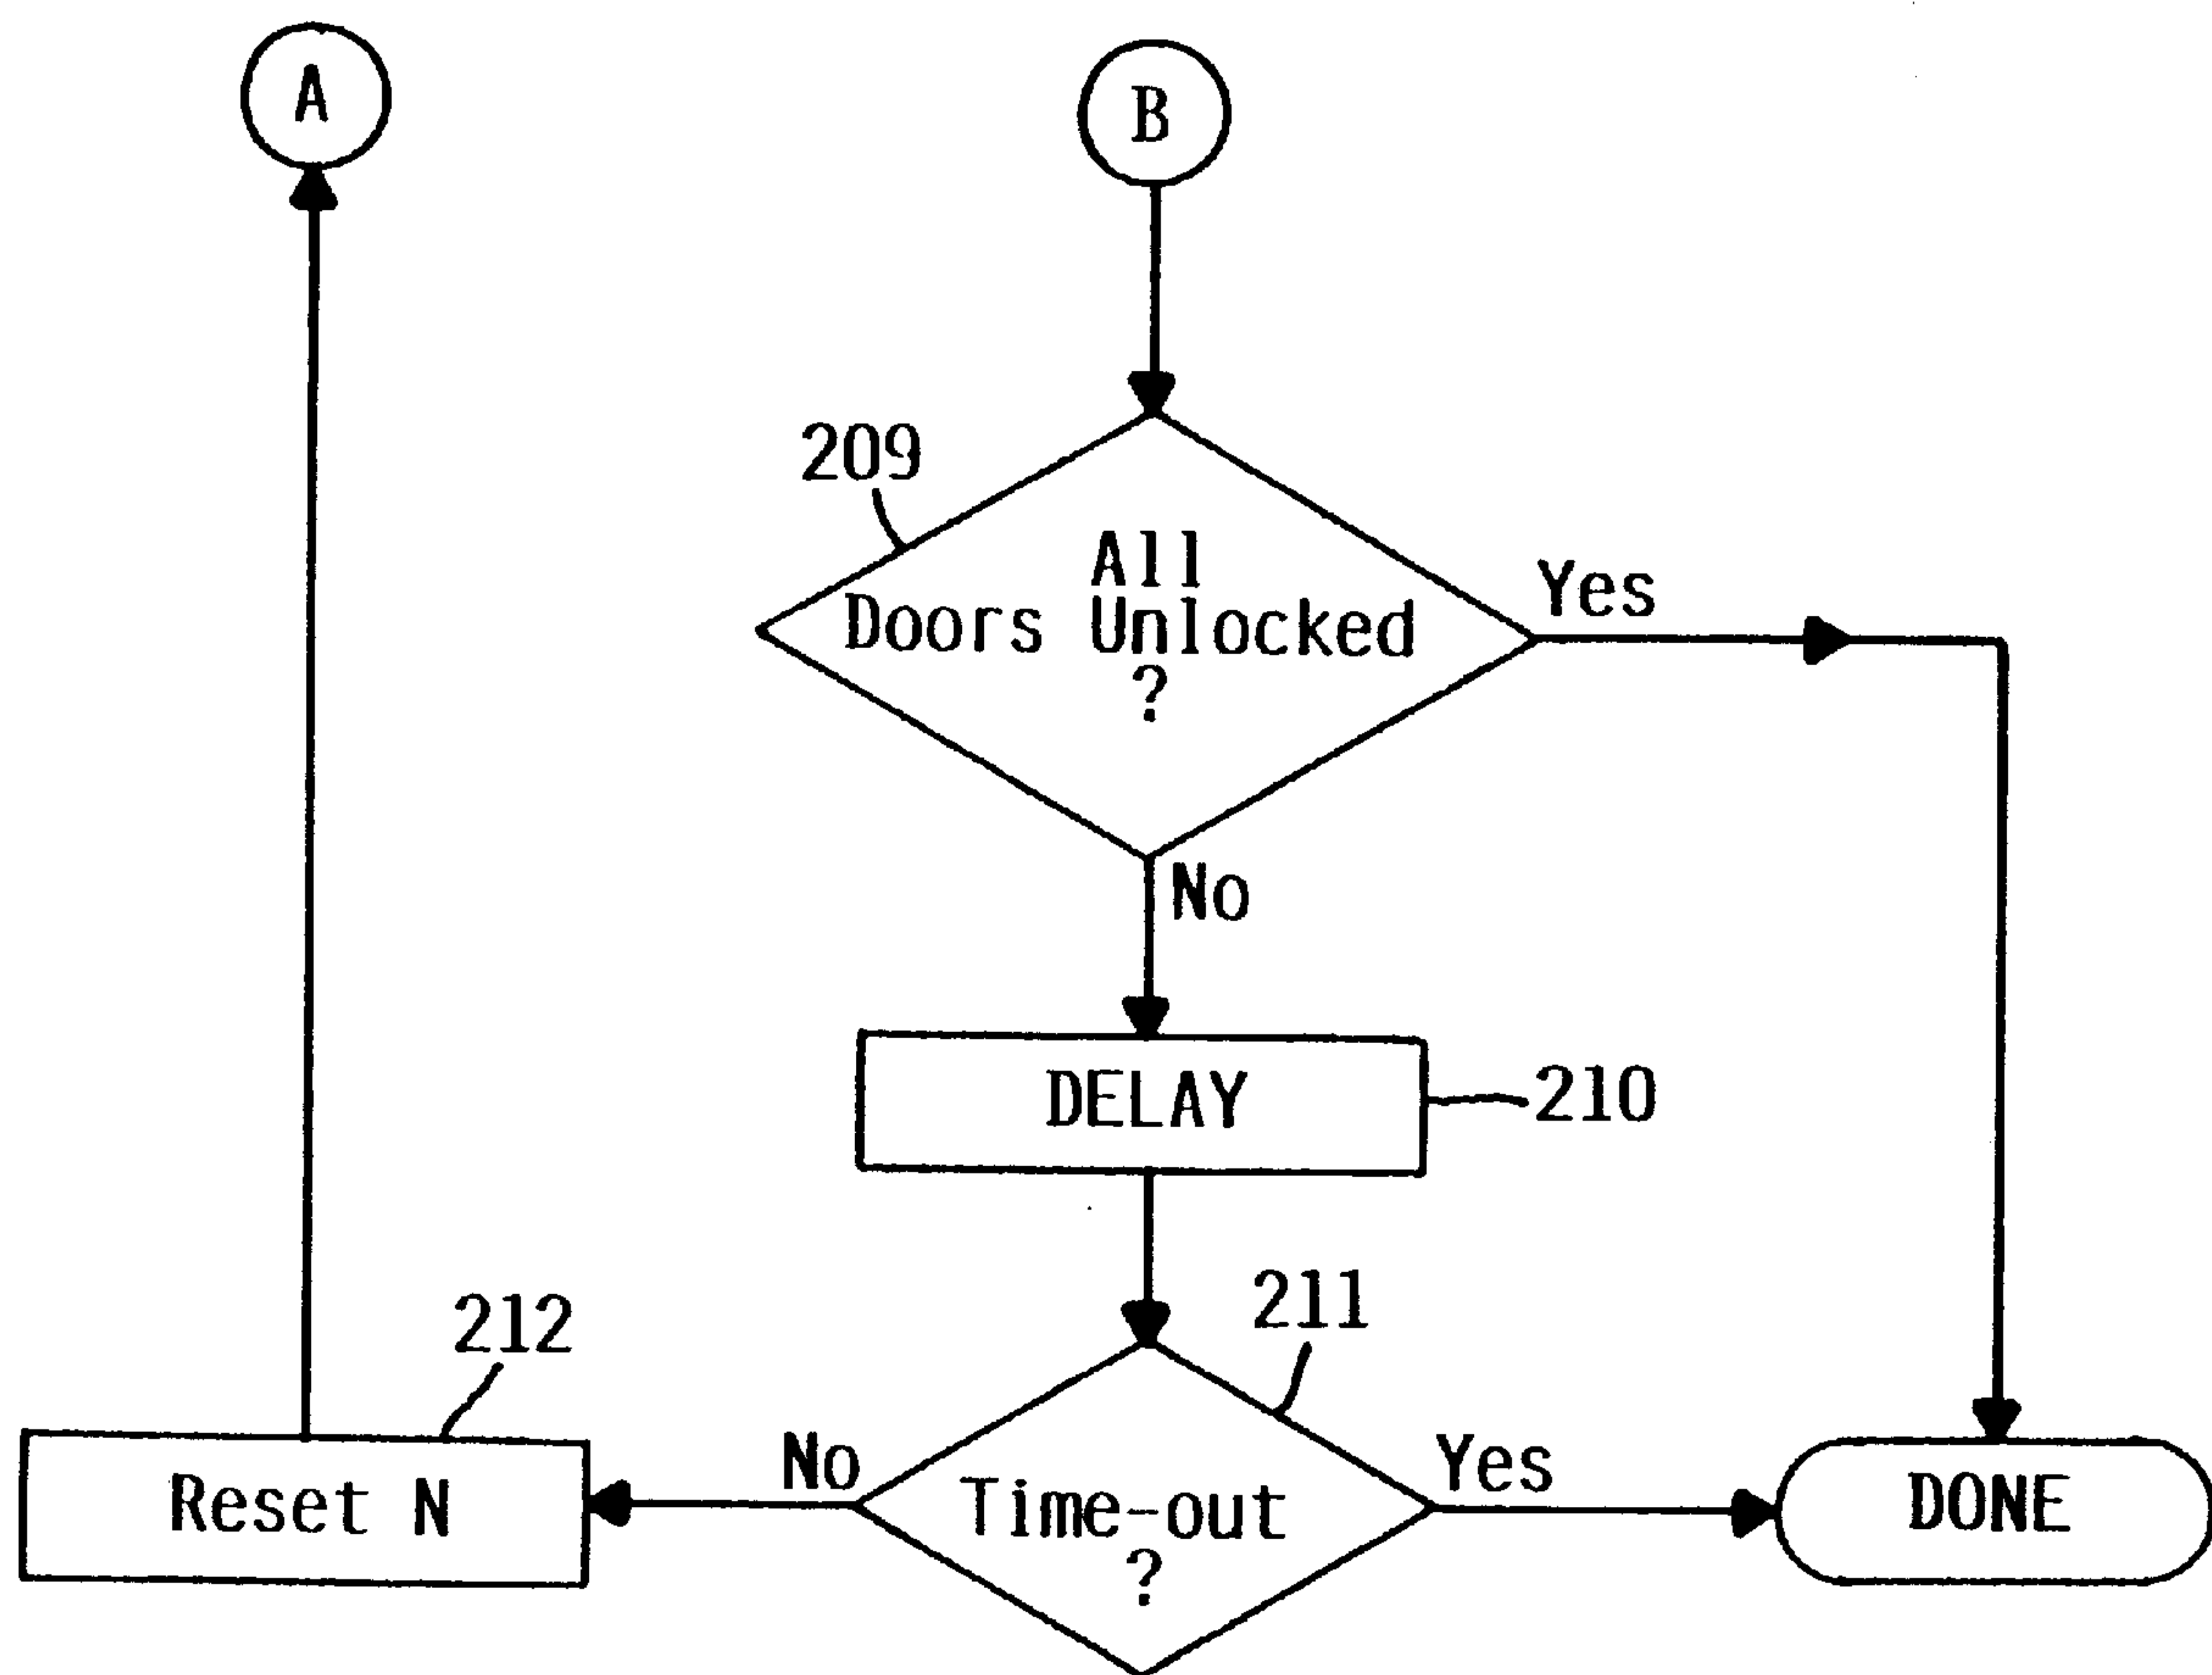 A
B
209
All
Doors Unlocked
?
Yes
No
DELAY
210
211
212
No
Yes
Reset N
Time-out
?
DONE